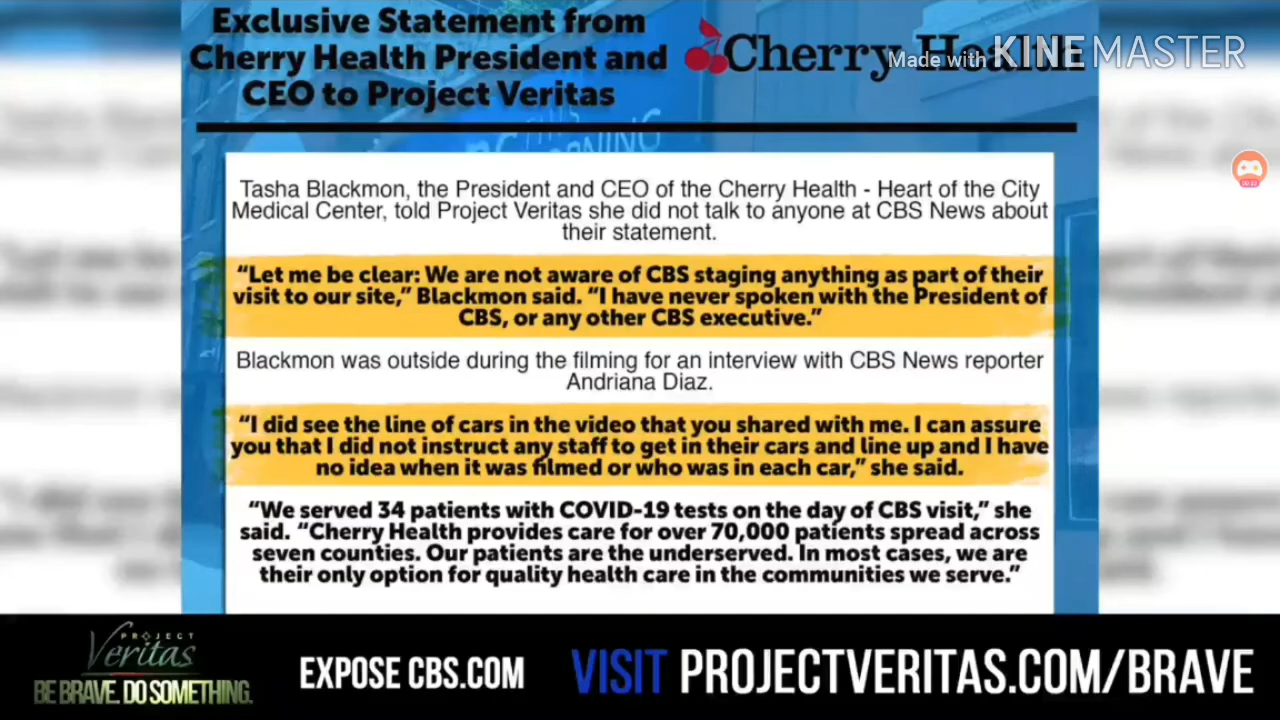 Exclusive Statement from
Cherry Health President and
CEO to Project Veritas
Cherry Health
Made with KINEMASTER
THIS
MORNING
Tasha Blackmon, the President and CEO of the Cherry Health - Heart of the City
Medical Center, told Project Veritas she did not talk to anyone at CBS News about
their statement.
“Let me be clear: We are not aware of CBS staging anything as part of their
visit to our site,” Blackmon said. “I have never spoken with the President of
CBS, or any other CBS executive.”
Blackmon was outside during the filming for an interview with CBS News reporter
Andriana Diaz.
“I did see the line of cars in the video that you shared with me. I can assure
you that I did not instruct any staff to get in their cars and line up and I have
no idea when it was filmed or who was in each car,” she said.
“We served 34 patients with COVID-19 tests on the day of CBS visit,” she
said. “Cherry Health provides care for over 70,000 patients spread across
seven counties. Our patients are the underserved. In most cases, we are
their only option for quality health care in the communities we serve.”
PROJECT
Veritas
BE BRAVE. DO SOMETHING.
EXPOSE CBS.COM
VISIT PROJECTVERITAS.COM/BRAVE